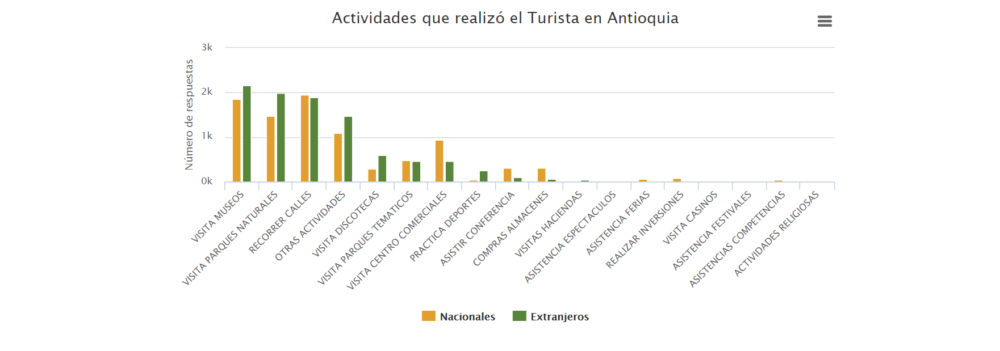 Actividades que realizó el Turista en Antioquia
Número de respuestas
3k
2k
1k
0k
VISITA MUSEOS
VISITA PARQUES NATURALES
RECORRER CALLES
OTRAS ACTIVIDADES
VISITA DISCOTECAS
VISITA PARQUES TEMATICOS
VISITA CENTRO COMERCIALES
PRACTICA DEPORTES
ASISTIR CONFERENCIA
COMPRAS ALMACENES
VISITAS HACIENDAS
ASISTENCIA ESPECTACULOS
ASISTENCIA FERIAS
REALIZAR INVERSIONES
VISITA CASINOS
ASISTENCIA FESTIVALES
ASISTENCIAS COMPETENCIAS
ACTIVIDADES RELIGIOSAS
Nacionales
Extranjeros